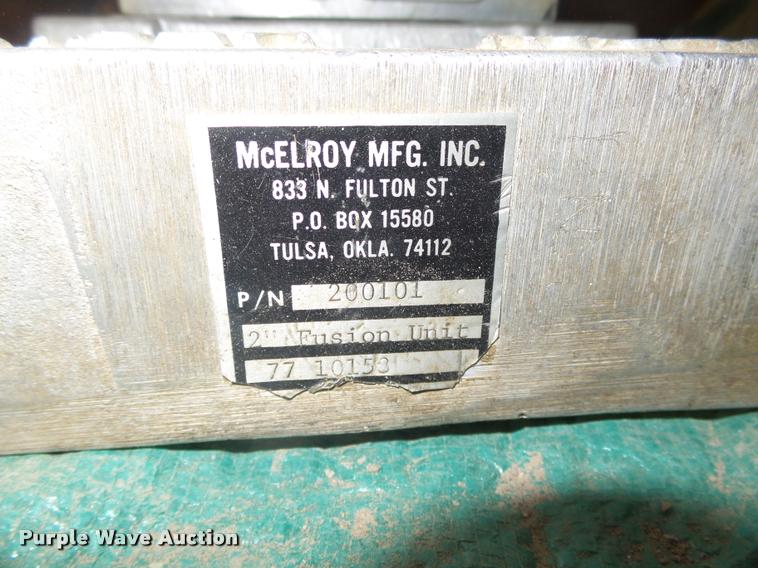 McELROY MFG. INC.
833 N. FULTON ST.
P.O. BOX 15580
TULSA, OKLA. 74112
P/N 200101
2" Fusion Unit
77 10153
Purple Wave Auction